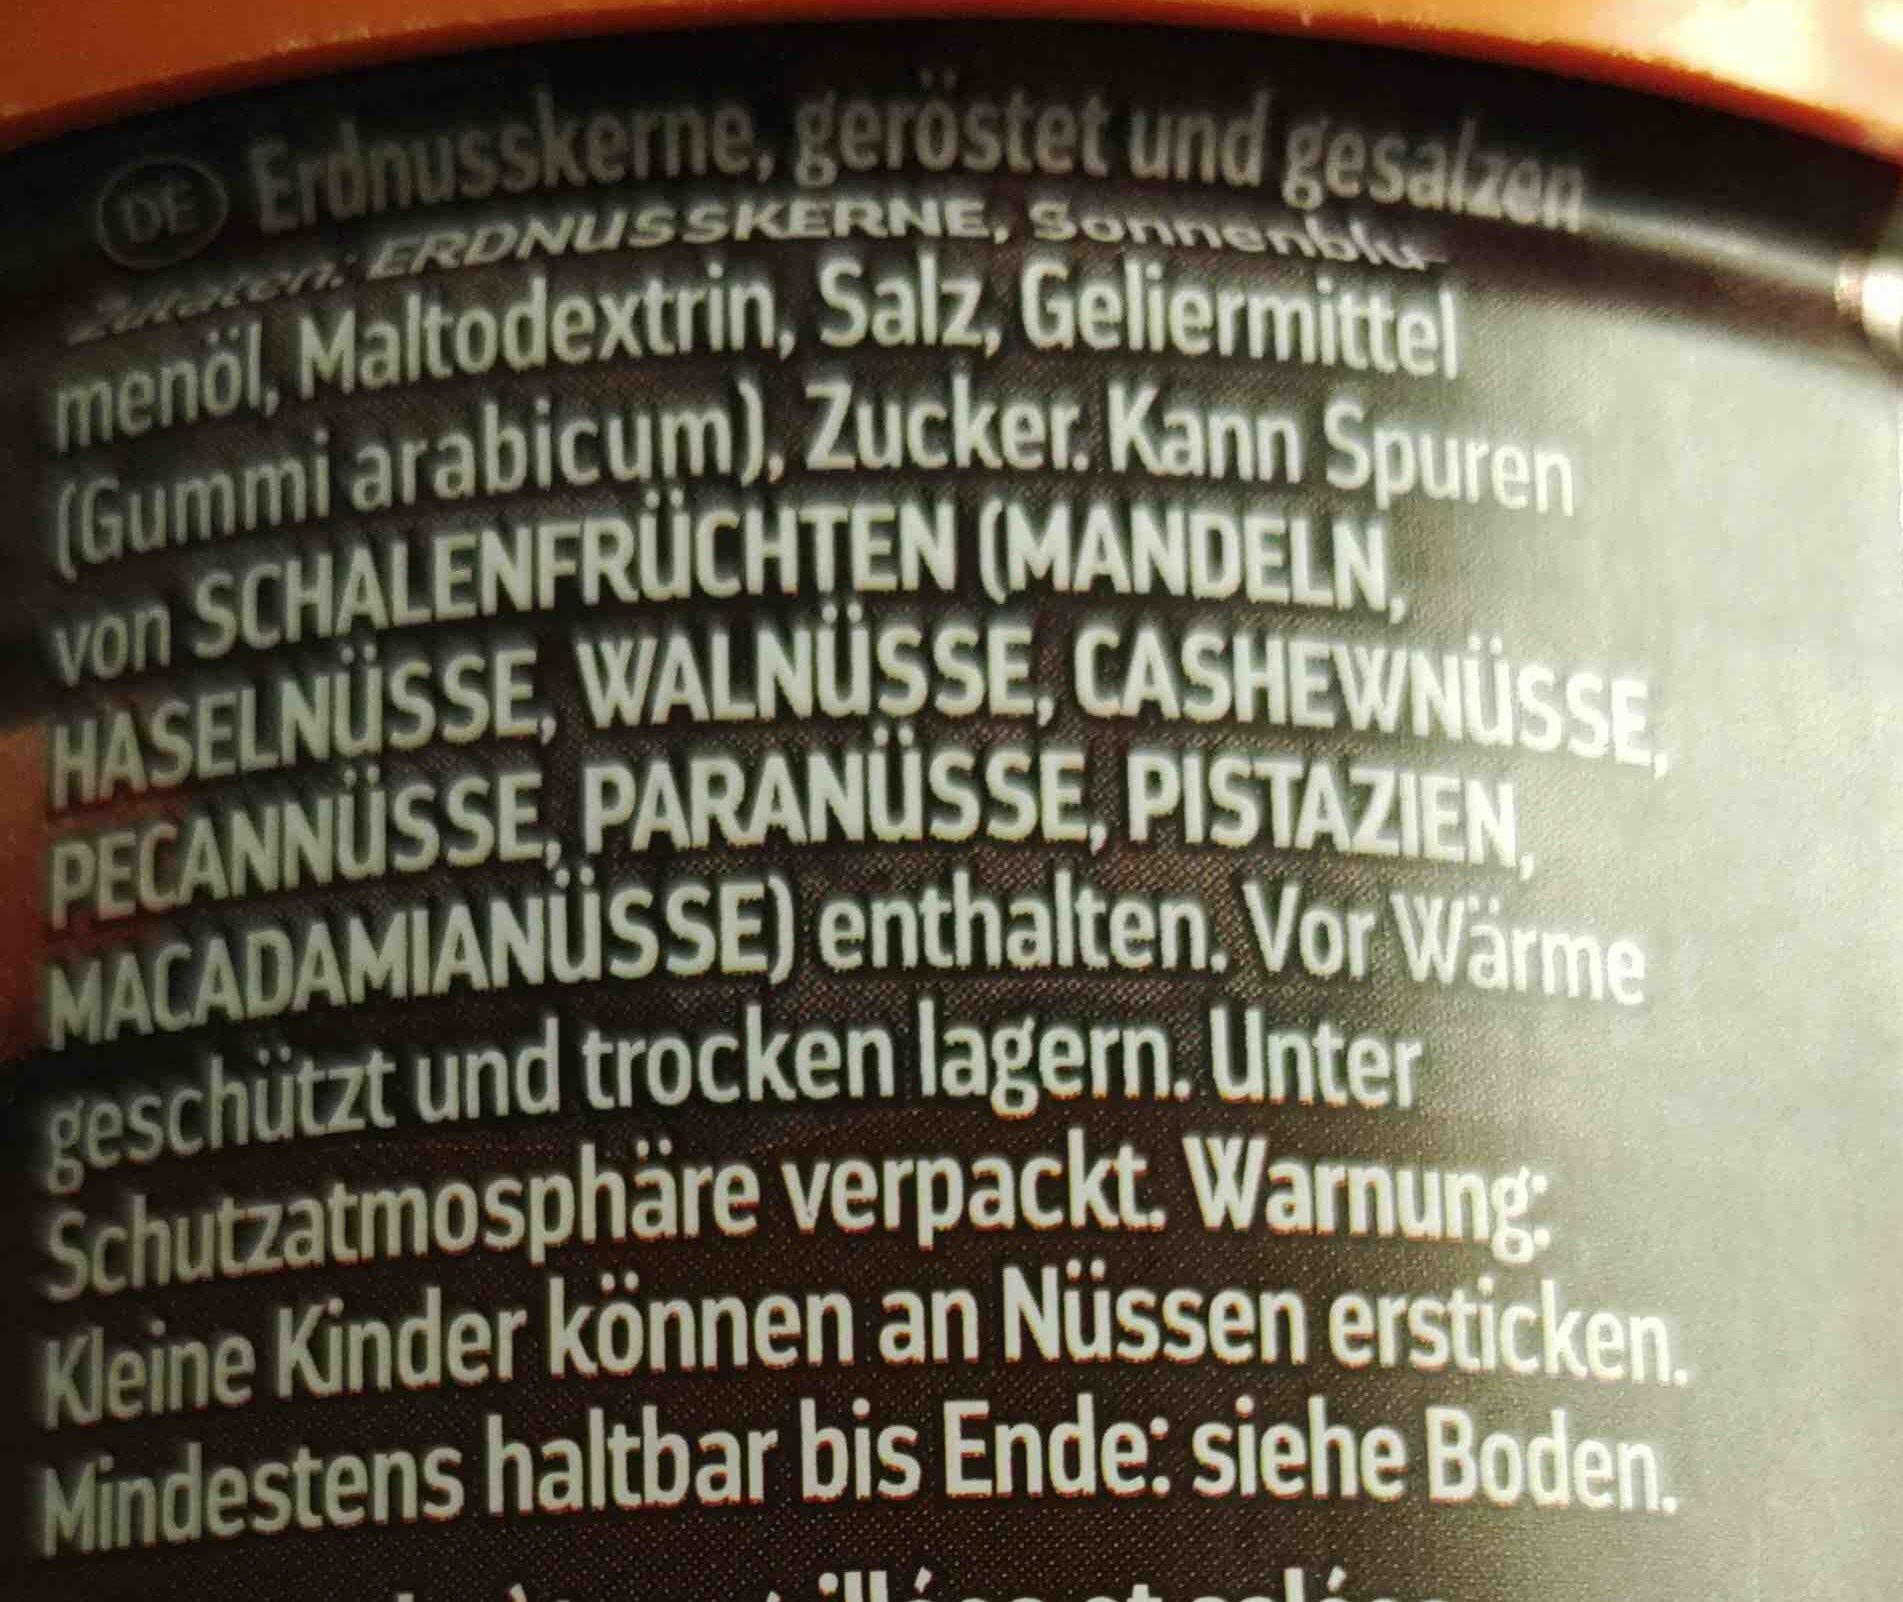 DE Erdnusskerne, geröstet und gesalzen
Zutaten: ERDNUSSKERNE, Sonnenblu-
menöl, Maltodextrin, Salz, Geliermittel
(Gummi arabicum), Zucker. Kann Spuren
von SCHALENFRÜCHTEN (MANDELN,
HASELNÜSSE, WALNÜSSE, CASHEWNÜSSE,
PECANNÜSSE, PARANÜSSE, PISTAZIEN,
MACADAMIANÜSSE) enthalten. Vor Wärme
geschützt und trocken lagern. Unter
Schutzatmosphäre verpackt. Warnung:
Kleine Kinder können an Nüssen ersticken.
Mindestens haltbar bis Ende: siehe Boden.